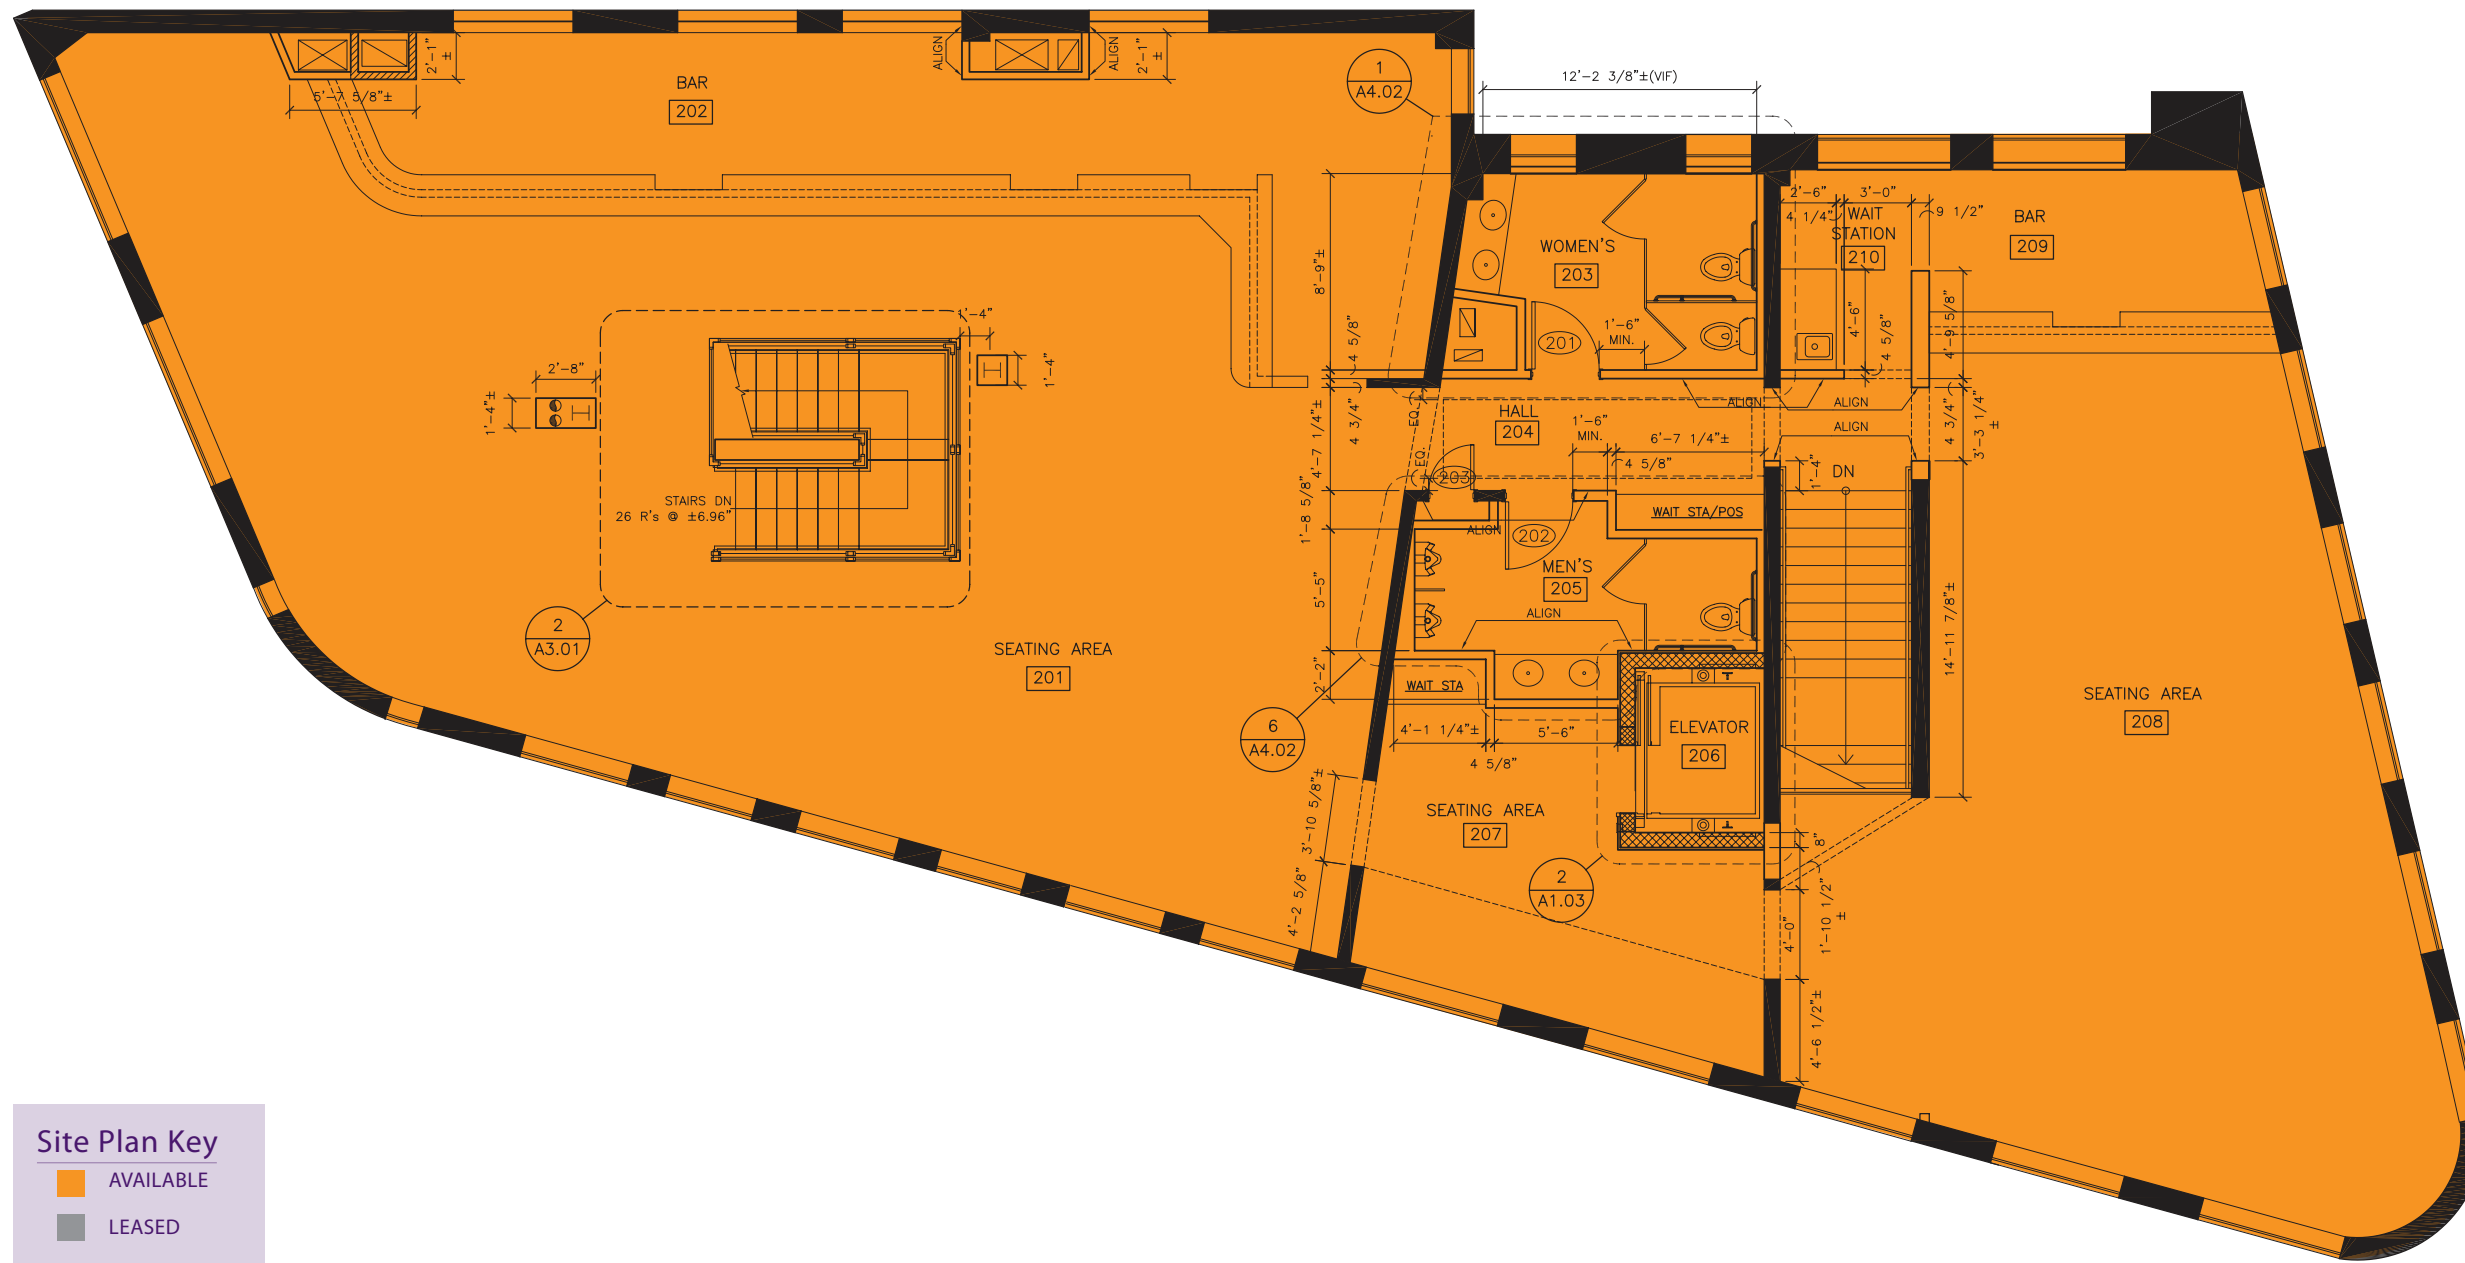 12'-2 3/8"±(VIF)
1
A4.02
2'-1"
±
ALIGN
ALIGN
2'-1"
±
5'-7 5/8"±
BAR
202
2'-6"
3'-0"
4 1/4"
WAIT
STATION
210
9 1/2"
BAR
209
WOMEN'S
203
8'-9"±
1'-4"
1'-4"
2'-8"
1'-4"±
4 5/8"
201
1'-6"
MIN.
4'-6"
4 5/8"
4'-9 5/8"
4 3/4"
EQ.
HALL
204
ALIGN
ALIGN
ALIGN
4 3/4"
3'-3 1/4"
±
4'-7 1/4"±
1'-6"
MIN.
6'-7 1/4"±
4 5/8"
EQ.
203
DN
1'-4"
STAIRS DN
26 R's @ ±6.96"
1'-8 5/8"
WAIT STA/POS
ALIGN
202
MEN'S
205
5'-5"
ALIGN
14'-11 7/8"±
2
A3.01
SEATING AREA
201
2'-2"
WAIT STA
SEATING AREA
208
6
A4.02
4'-1 1/4"±
5'-6"
4 5/8"
ELEVATOR
206
3'-10 5/8"±
SEATING AREA
207
8"
2
A1.03
4'-2 5/8"
4'-0"
1'-10 1/2"
±
4'-6 1/2"±
Site Plan Key
AVAILABLE
LEASED